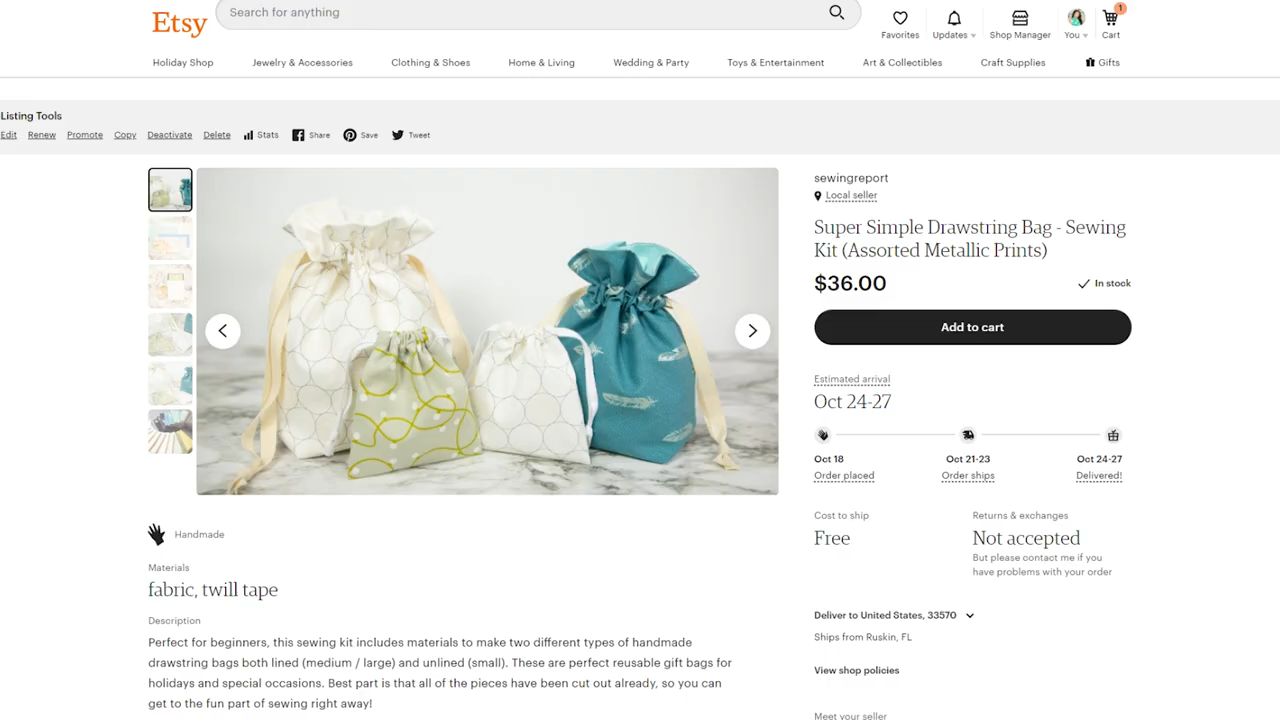 Etsy
Search for anything
Favorites
Updates
Shop Manager
You
1
Cart
Holiday Shop
Jewelry & Accessories
Clothing & Shoes
Home & Living
Wedding & Party
Toys & Entertainment
Art & Collectibles
Craft Supplies
Gifts
Listing Tools
Edit
Renew
Promote
Copy
Deactivate
Delete
Stats
Share
Save
Tweet
sewingreport
Local seller
Super Simple Drawstring Bag - Sewing
Kit (Assorted Metallic Prints)
$36.00
In stock
Add to cart
Estimated arrival
Oct 24-27
Oct 18
Order placed
Oct 21-23
Order ships
Oct 24-27
Delivered!
Cost to ship
Free
Returns & exchanges
Not accepted
But please contact me if you
have problems with your order
Deliver to United States, 33570
Ships from Ruskin, FL
View shop policies
Meet your seller
Handmade
Materials
fabric, twill tape
Description
Perfect for beginners, this sewing kit includes materials to make two different types of handmade
drawstring bags both lined (medium / large) and unlined (small). These are perfect reusable gift bags for
holidays and special occasions. Best part is that all of the pieces have been cut out already, so you can
get to the fun part of sewing right away!